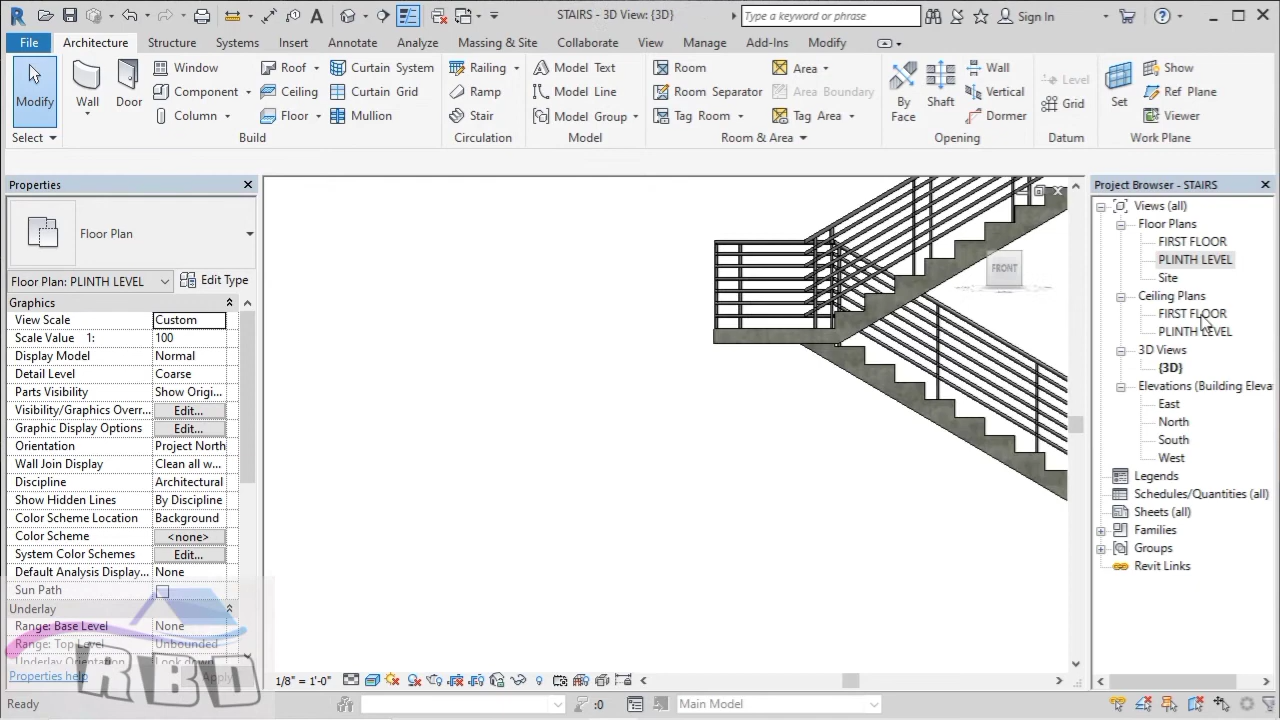 STAIRS - 3D View: {3D}
Type a keyword or phrase
Sign In
File Architecture Structure Systems Insert Annotate Analyze Massing & Site Collaborate View Manage Add-Ins Modify
Modify
Select
Wall
Door
Window
Component
Column
Roof
Ceiling
Floor
Curtain System
Curtain Grid
Mullion
Build
Railing
Ramp
Stair
Circulation
Model Text
Model Line
Model Group
Model
Room
Room Separator
Tag Room
Area
Area Boundary
Tag Area
Room & Area
By
Face
Shaft
Wall
Vertical
Dormer
Opening
Level
Grid
Datum
Set
Show
Ref Plane
Viewer
Work Plane
Properties
Floor Plan
Floor Plan: PLINTH LEVEL
Edit Type
Graphics
View Scale Custom
Scale Value 1: 100
Display Model Normal
Detail Level Coarse
Parts Visibility Show Origi...
Visibility/Graphics Overr... Edit...
Graphic Display Options Edit...
Orientation Project North
Wall Join Display Clean all w...
Discipline Architectural
Show Hidden Lines By Discipline
Color Scheme Location Background
Color Scheme <none>
System Color Schemes Edit...
Default Analysis Display... None
Sun Path
Underlay
Range: Base Level None
Range: Top Level Unbounded
Underlay Orientation Look down
Properties help
Apply
RBD
FRONT
Project Browser - STAIRS
Views (all)
Floor Plans
FIRST FLOOR
PLINTH LEVEL
Site
Ceiling Plans
FIRST FLOOR
PLINTH LEVEL
3D Views
{3D}
Elevations (Building Eleva
East
North
South
West
Legends
Schedules/Quantities (all)
Sheets (all)
Families
Groups
Revit Links
1/8" = 1'-0"
Ready
:0
Main Model